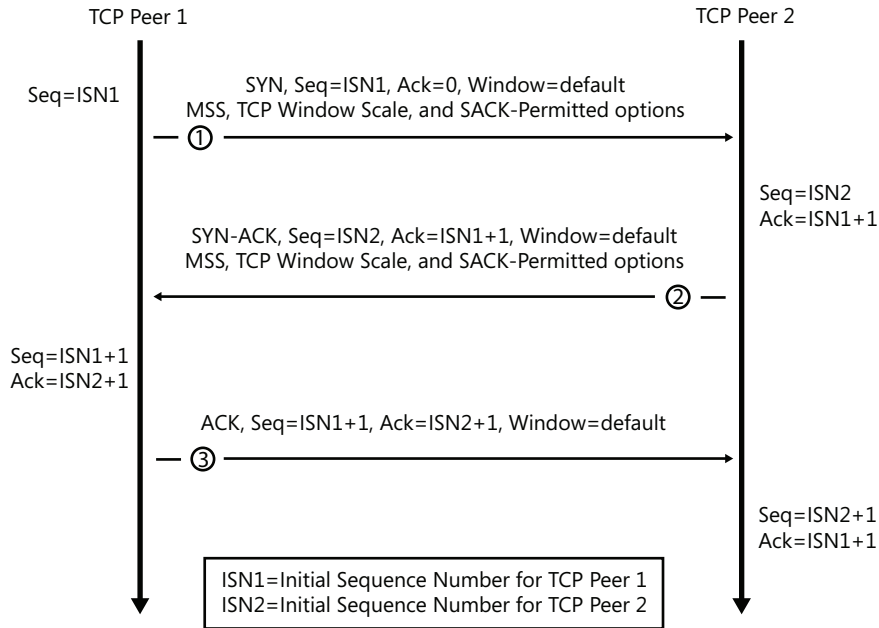 TCP Peer 1
TCP Peer 2
Seq=ISN1
SYN, Seq=ISN1, Ack=0, Window=default
MSS, TCP Window Scale, and SACK-Permitted options
1
Seq=ISN2
Ack=ISN1+1
SYN-ACK, Seq=ISN2, Ack=ISN1+1, Window=default
MSS, TCP Window Scale, and SACK-Permitted options
2
Seq=ISN1+1
Ack=ISN2+1
ACK, Seq=ISN1+1, Ack=ISN2+1, Window=default
3
Seq=ISN2+1
Ack=ISN1+1
ISN1=Initial Sequence Number for TCP Peer 1
ISN2=Initial Sequence Number for TCP Peer 2